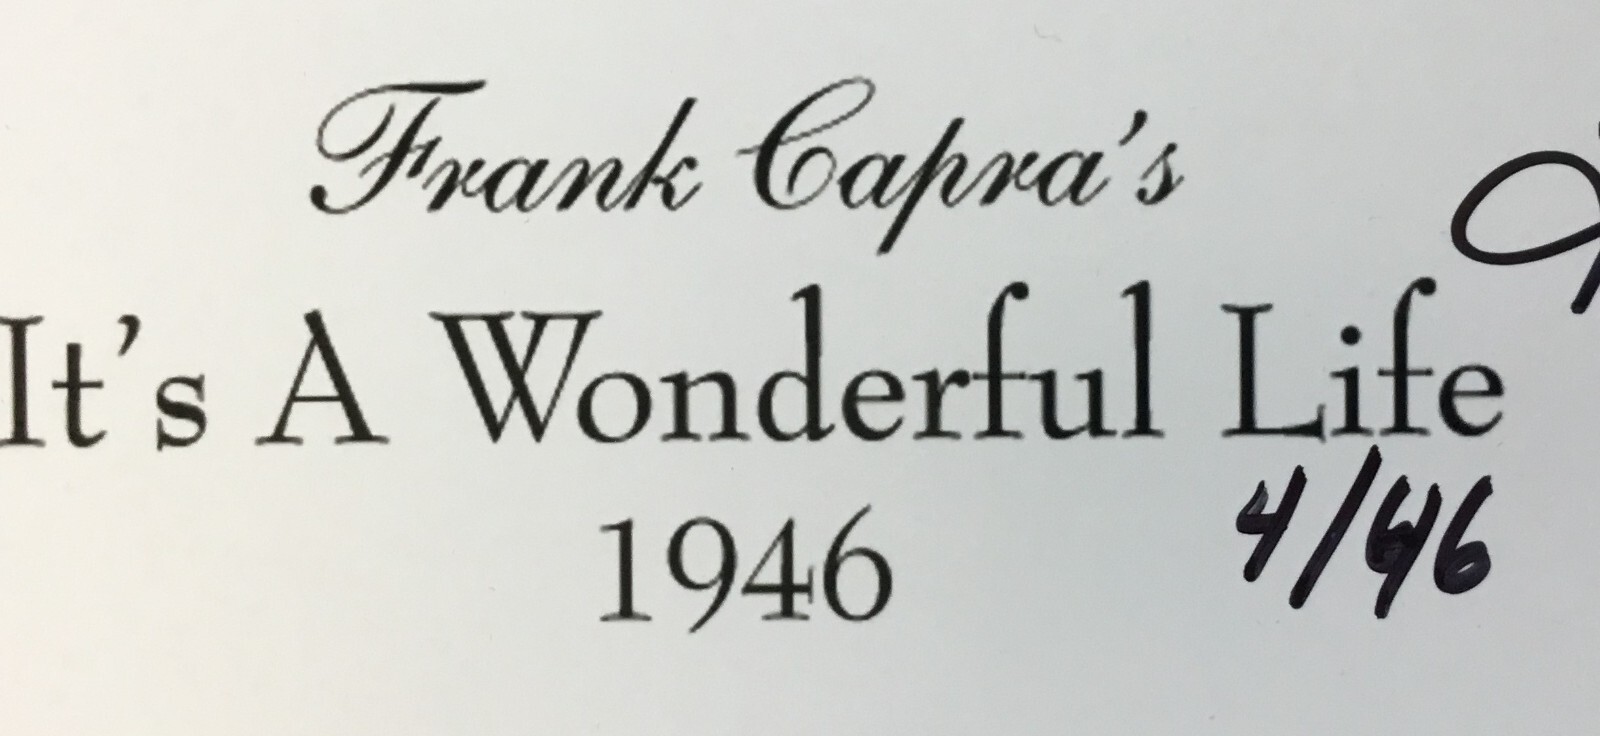 Frank Capra's
It's A Wonderful Life
1946
4/46